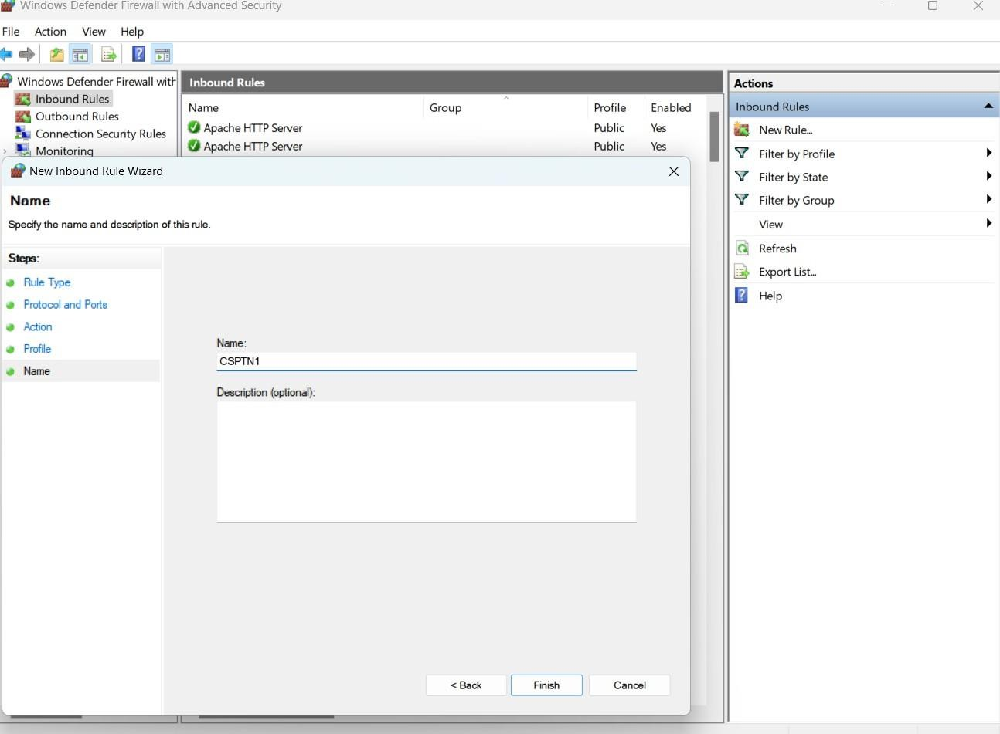 Windows Defender Firewall with Advanced Security
File Action View Help
Windows Defender Firewall with
Inbound Rules
Outbound Rules
Connection Security Rules
Monitoring
Inbound Rules
Name Group Profile Enabled
Apache HTTP Server Public Yes
Apache HTTP Server Public Yes
Actions
Inbound Rules
New Rule...
Filter by Profile
Filter by State
Filter by Group
View
Refresh
Export List...
Help
New Inbound Rule Wizard
Name
Specify the name and description of this rule.
Steps:
Rule Type
Protocol and Ports
Action
Profile
Name
Name:
CSPTN1
Description (optional):
< Back Finish Cancel